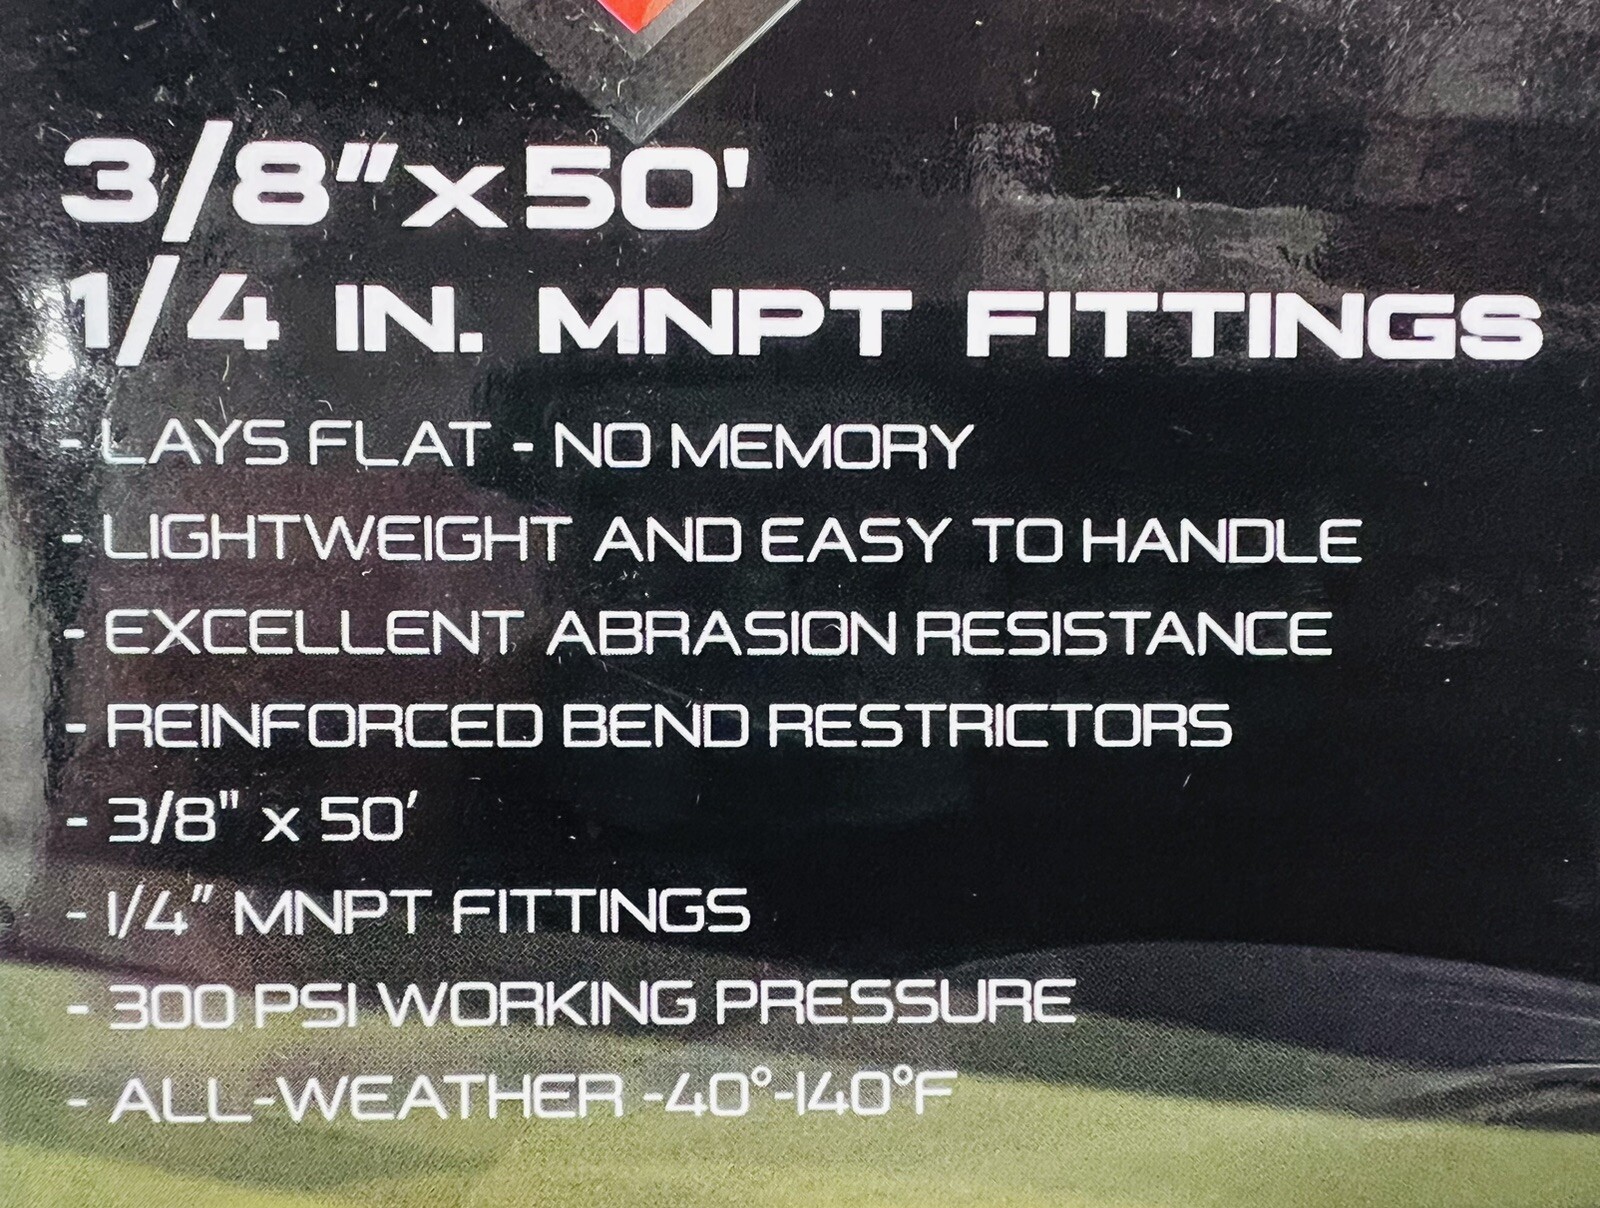 3/8"x50'
1/4 IN. MNPT FITTINGS
- LAYS FLAT - NO MEMORY
- LIGHTWEIGHT AND EASY TO HANDLE
- EXCELLENT ABRASION RESISTANCE
- REINFORCED BEND RESTRICTORS
- 3/8" x 50'
- 1/4" MNPT FITTINGS
- 300 PSI WORKING PRESSURE
- ALL-WEATHER -40°-140°F